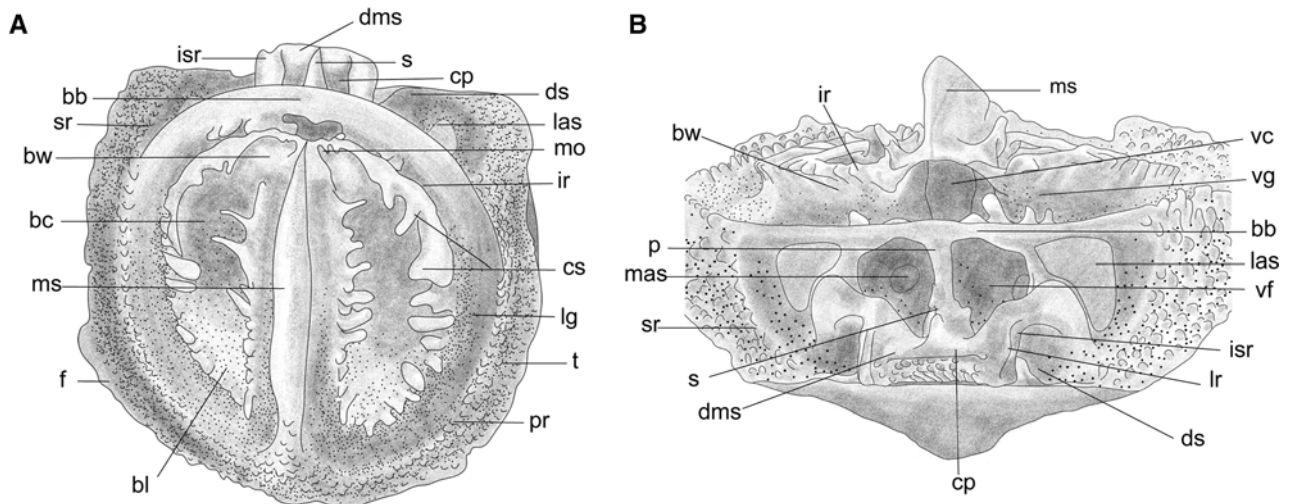 A
dms
isr
s
cp
bb
ds
sr
las
bw
mo
ir
bc
cs
ms
lg
f
t
pr
bl
B
ms
ir
bw
vc
vg
bb
p
las
mas
vf
sr
isr
s
lr
dms
ds
cp